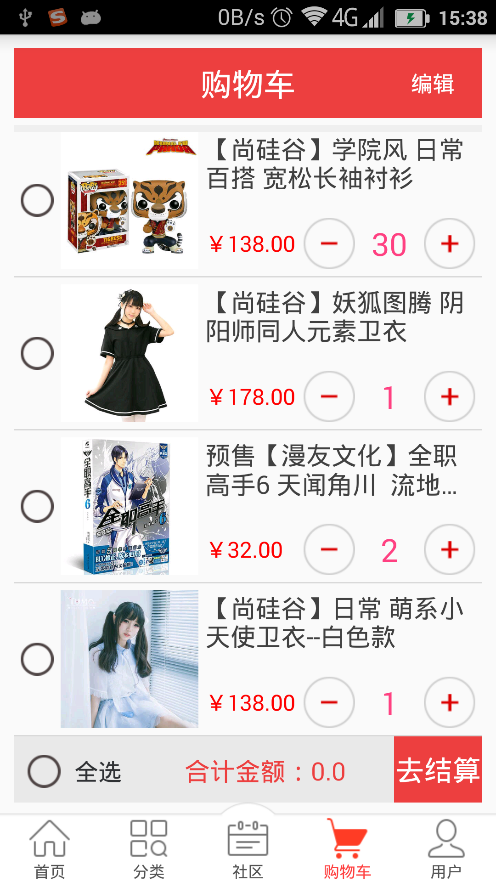 0B/s 4G 15:38
购物车 编辑
【尚硅谷】学院风 日常
百搭 宽松长袖衬衫
￥138.00 － 30 +
【尚硅谷】妖狐图腾 阴
阳师同人元素卫衣
￥178.00 － 1 +
全职高手
6
预售【漫友文化】全职
高手6 天闻角川  流地...
￥32.00 － 2 +
【尚硅谷】日常 萌系小
天使卫衣--白色款
￥138.00 － 1 +
全选 合计金额：0.0 去结算
首页 分类 社区 购物车 用户